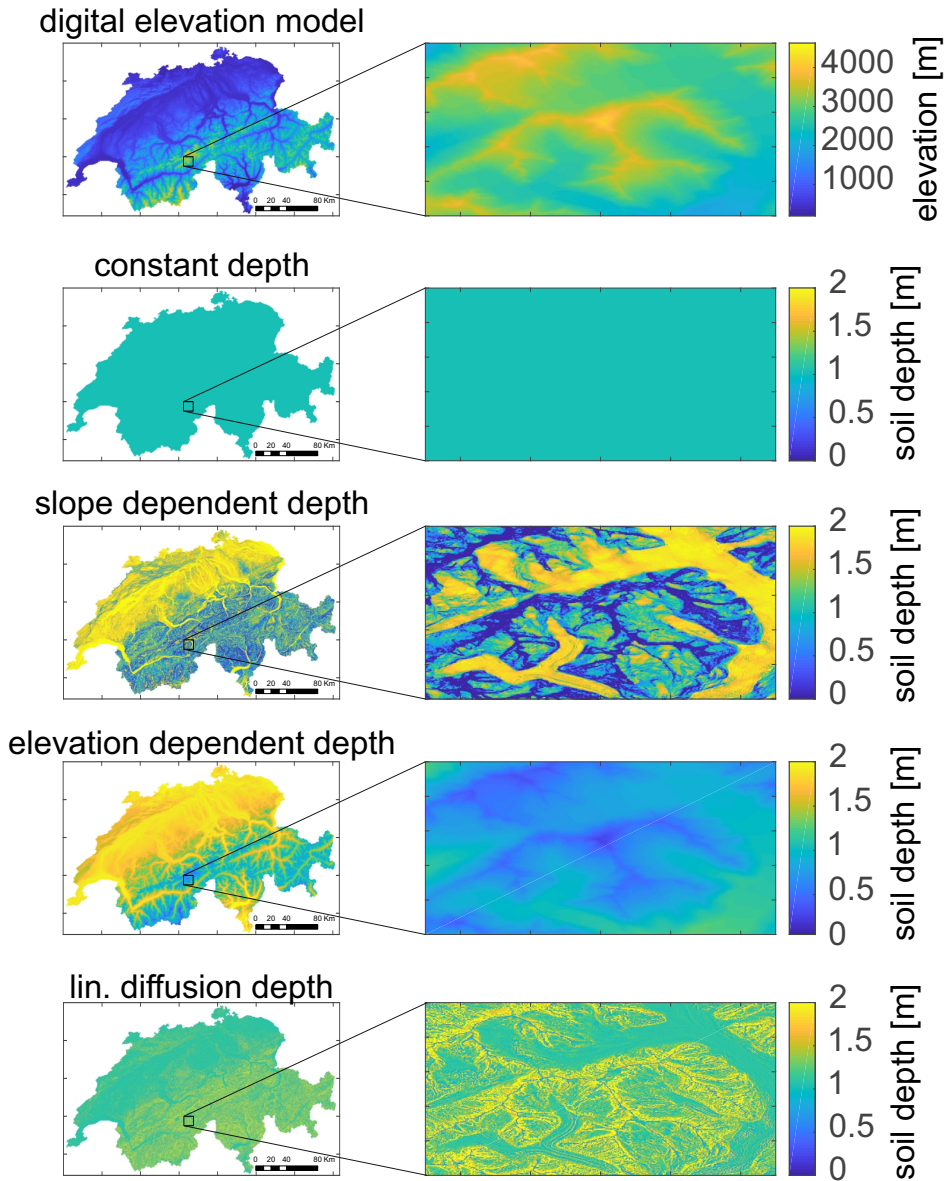 digital elevation model
4000
3000
2000
1000
elevation [m]
0 20 40 80 Km
constant depth
2
1.5
1
0.5
0
soil depth [m]
0 20 40 80 Km
slope dependent depth
2
1.5
1
0.5
0
soil depth [m]
0 20 40 80 Km
elevation dependent depth
2
1.5
1
0.5
0
soil depth [m]
0 20 40 80 Km
lin. diffusion depth
2
1.5
1
0.5
0
soil depth [m]
0 20 40 80 Km